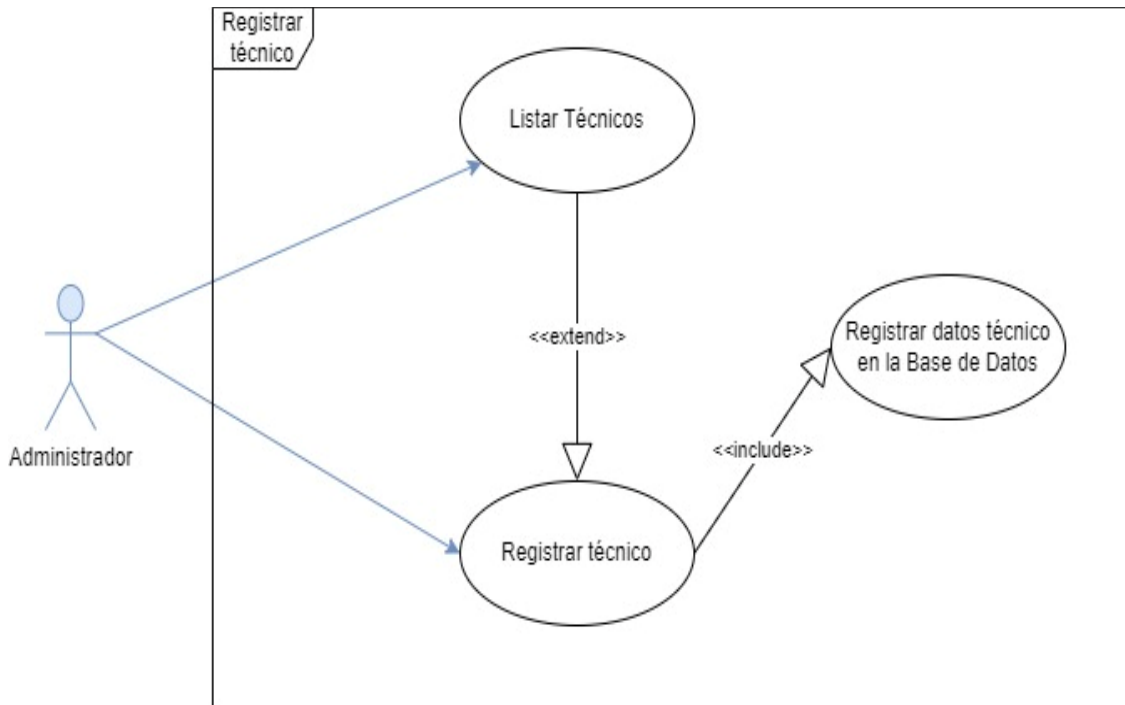 Registrar
técnico
Listar Técnicos
<<extend>>
Registrar datos técnico
en la Base de Datos
<<include>>
Administrador
Registrar técnico